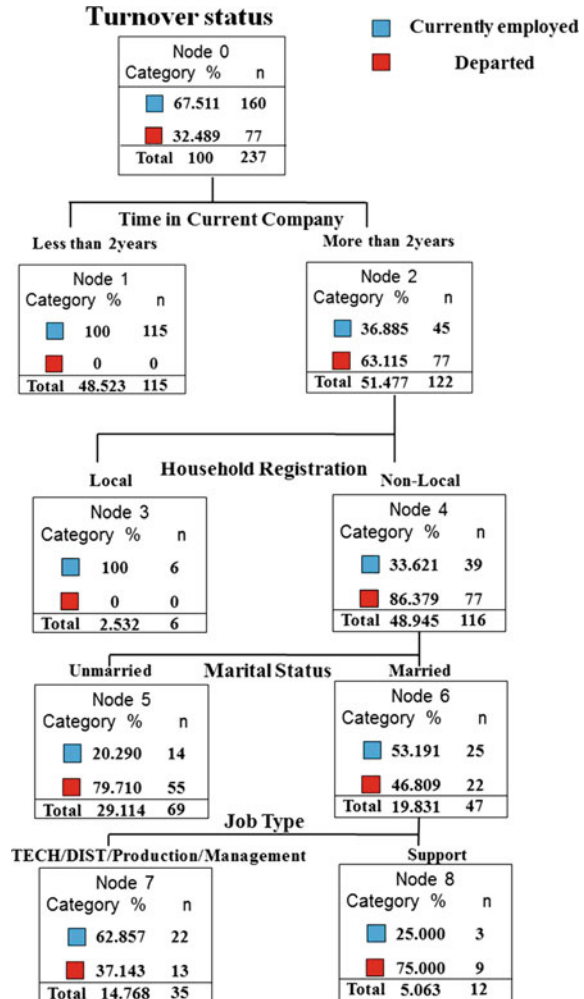 Turnover status
Currently employed
Departed
Node 0
Category % n
67.511 160
32.489 77
Total 100 237
Time in Current Company
Less than 2years More than 2years
Node 1
Category % n
100 115
0 0
Total 48.523 115
Node 2
Category % n
36.885 45
63.115 77
Total 51.477 122
Household Registration
Local Non-Local
Node 3
Category % n
100 6
0 0
Total 2.532 6
Node 4
Category % n
33.621 39
86.379 77
Total 48.945 116
Marital Status
Unmarried Married
Node 5
Category % n
20.290 14
79.710 55
Total 29.114 69
Node 6
Category % n
53.191 25
46.809 22
Total 19.831 47
Job Type
TECH/DIST/Production/Management Support
Node 7
Category % n
62.857 22
37.143 13
Total 14.768 35
Node 8
Category % n
25.000 3
75.000 9
Total 5.063 12